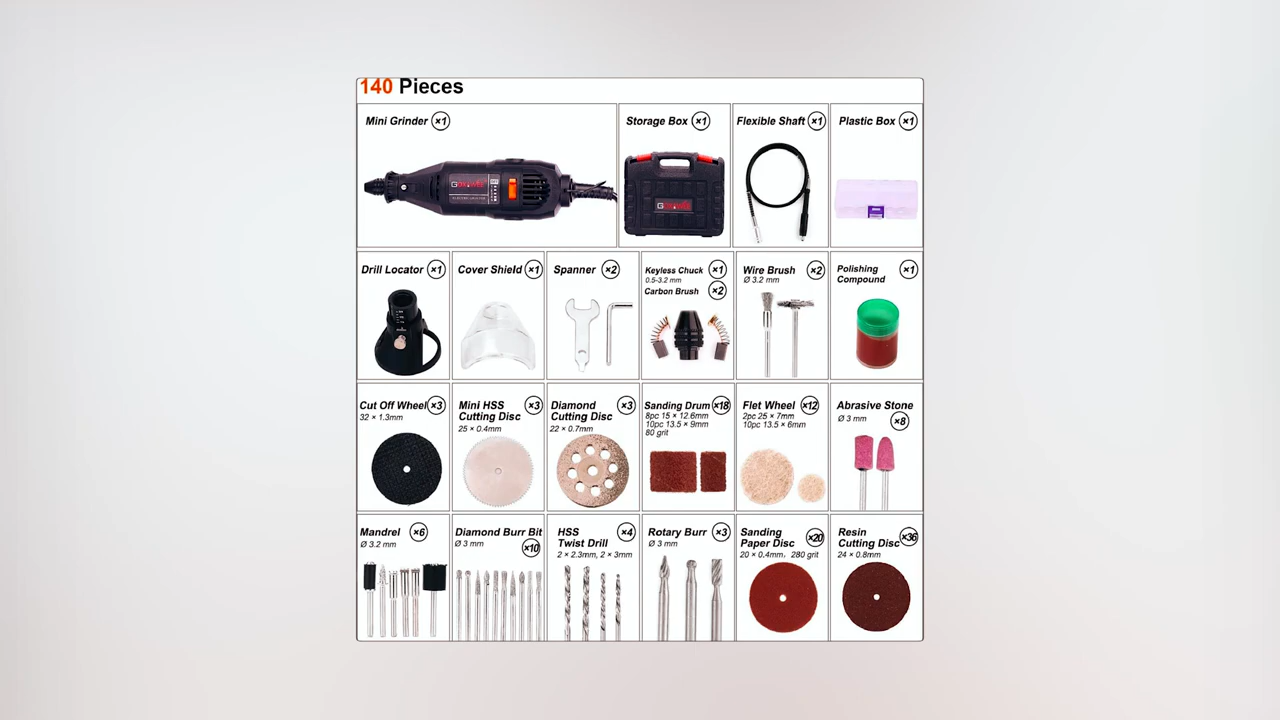 140 Pieces
Mini Grinder ×1
Storage Box ×1
Flexible Shaft ×1
Plastic Box ×1
Drill Locator ×1
Cover Shield ×1
Spanner ×2
Keyless Chuck ×1
0.5-3.2 mm
Carbon Brush ×2
Wire Brush ×2
Ø 3.2 mm
Polishing ×1
Compound
Cut Off Wheel ×3
32 × 1.3mm
Mini HSS ×3
Cutting Disc
25 × 0.4mm
Diamond ×3
Cutting Disc
22 × 0.7mm
Sanding Drum ×18
8pc 15 × 12.6mm
10pc 13.5 × 9mm
80 grit
Flet Wheel ×12
2pc 25 × 7mm
10pc 13.5 × 6mm
Abrasive Stone
Ø 3 mm ×8
Mandrel ×6
Ø 3.2 mm
Diamond Burr Bit
Ø 3 mm ×10
HSS ×4
Twist Drill
2 × 2.3mm, 2 × 3mm
Rotary Burr ×3
Ø 3 mm
Sanding ×20
Paper Disc
20 × 0.4mm, 280 grit
Resin ×36
Cutting Disc
24 × 0.8mm